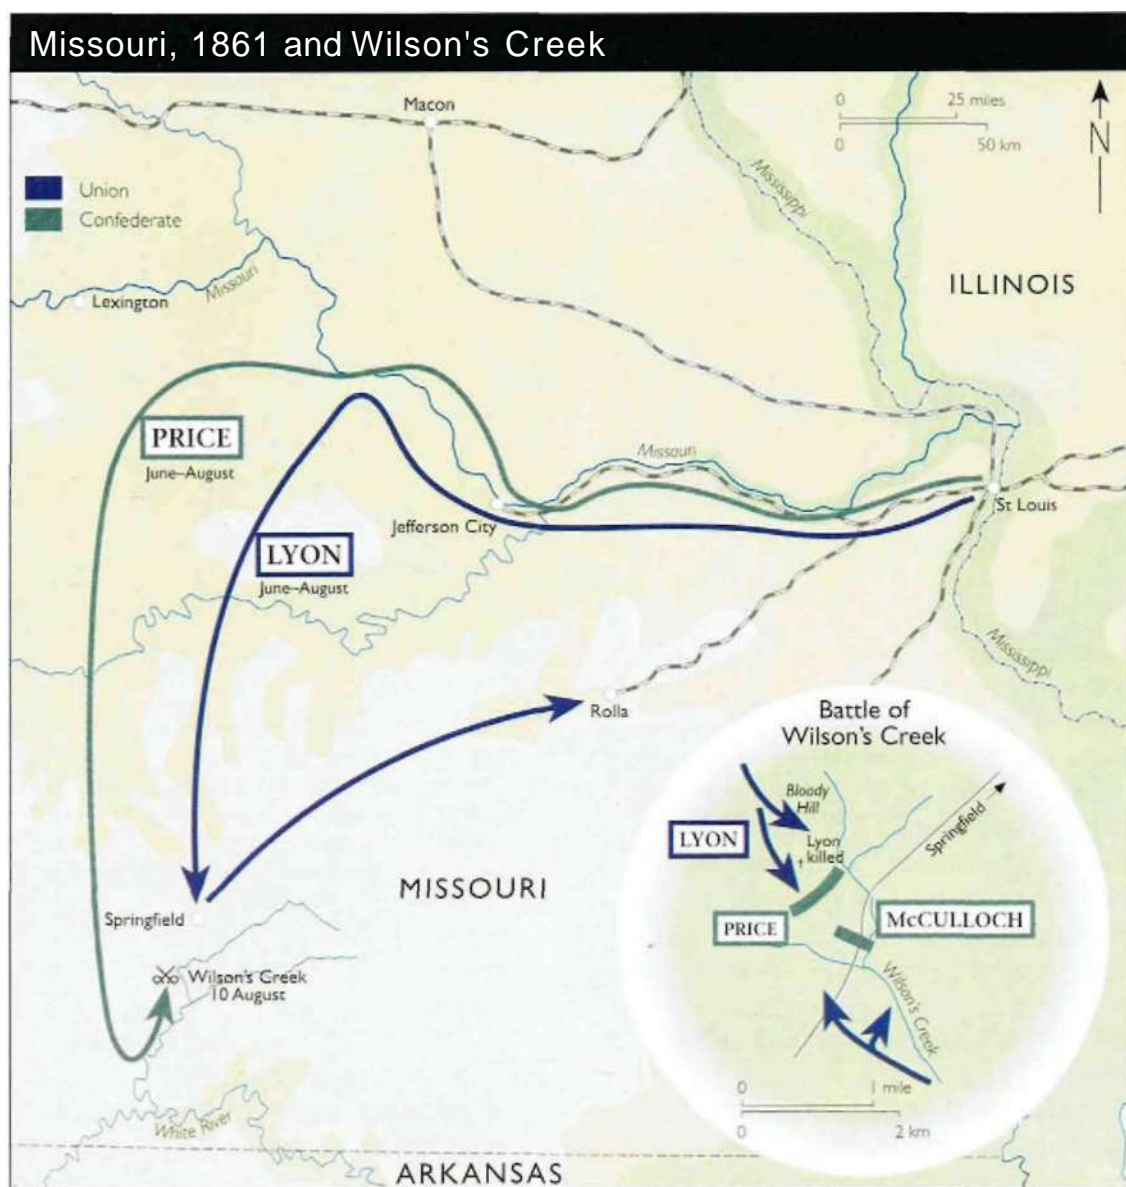 Missouri, 1861 and Wilson's Creek
Macon
0 25 miles
0 50 km
N
Union
Confederate
Mississippi
ILLINOIS
Missouri
Lexington
PRICE
June–August
Missouri
Jefferson City
St Louis
LYON
June–August
Mississippi
Rolla
Battle of
Wilson's Creek
Bloody
Hill
Springfield
LYON
Lyon
killed
MISSOURI
Springfield
PRICE
McCULLOCH
Wilson's Creek
10 August
Wilson's Creek
0 1 mile
0 2 km
White River
ARKANSAS